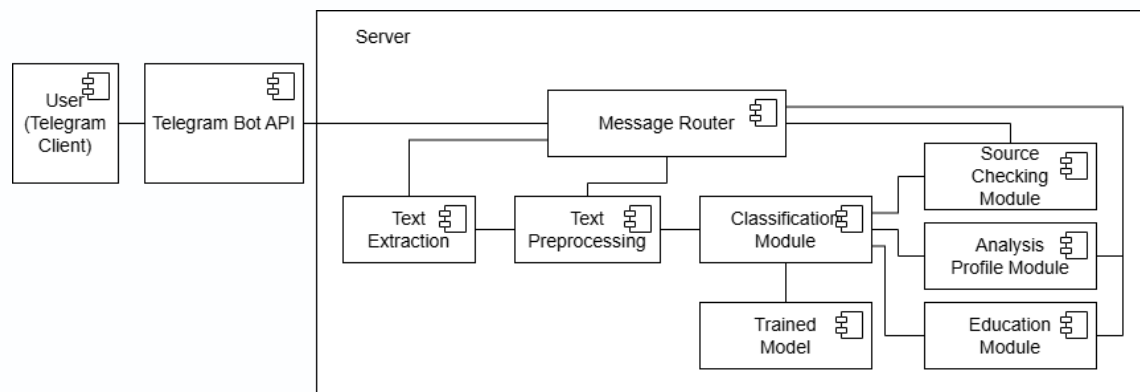 Server
User
(Telegram
Client)
Telegram Bot API
Message Router
Source
Checking
Module
Text
Extraction
Text
Preprocessing
Classification
Module
Analysis
Profile Module
Trained
Model
Education
Module